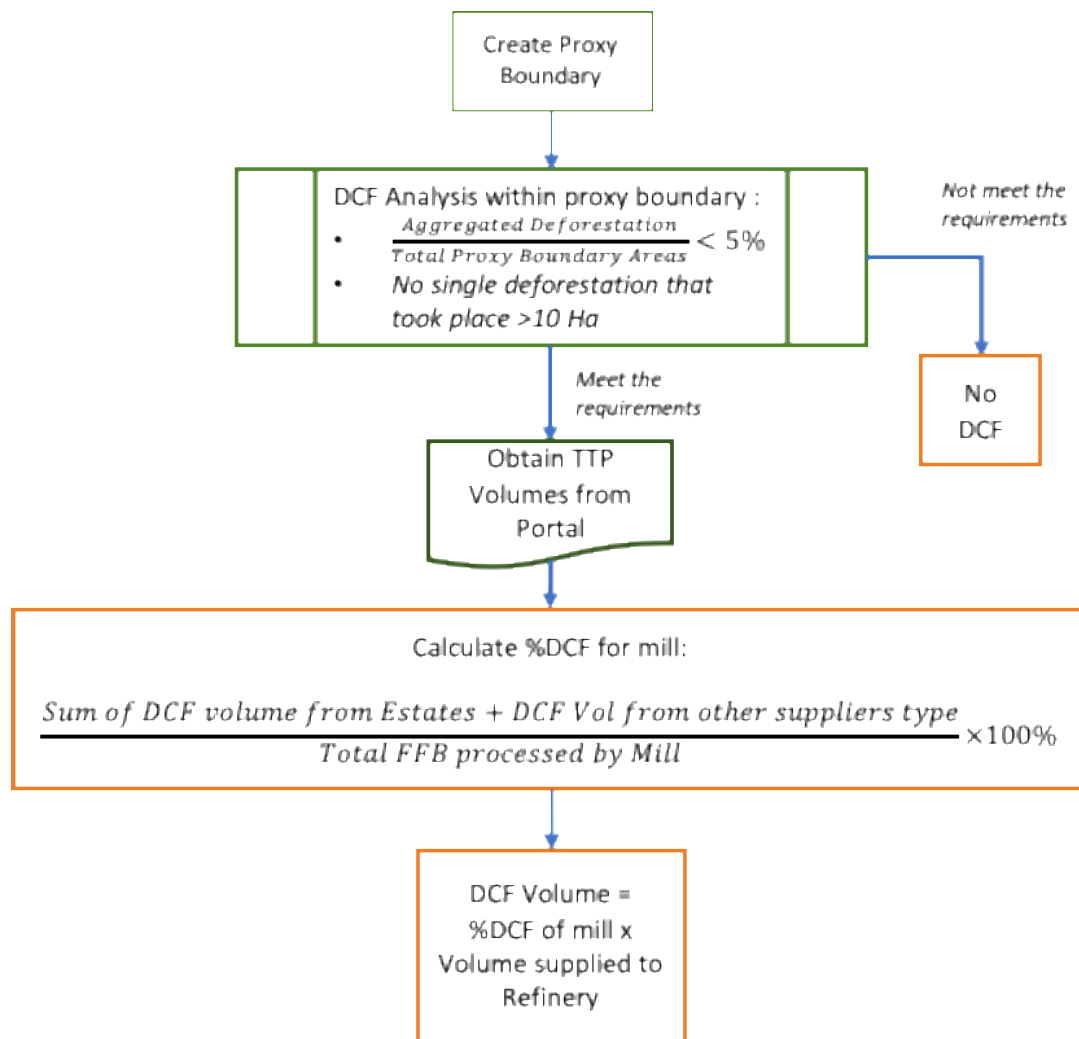 Create Proxy
Boundary
DCF Analysis within proxy boundary :
• Aggregated Deforestation / Total Proxy Boundary Areas < 5%
• No single deforestation that
took place >10 Ha
Not meet the
requirements
No
DCF
Meet the
requirements
Obtain TTP
Volumes from
Portal
Calculate %DCF for mill:
Sum of DCF volume from Estates + DCF Vol from other suppliers type
Total FFB processed by Mill
×100%
DCF Volume =
%DCF of mill x
Volume supplied to
Refinery